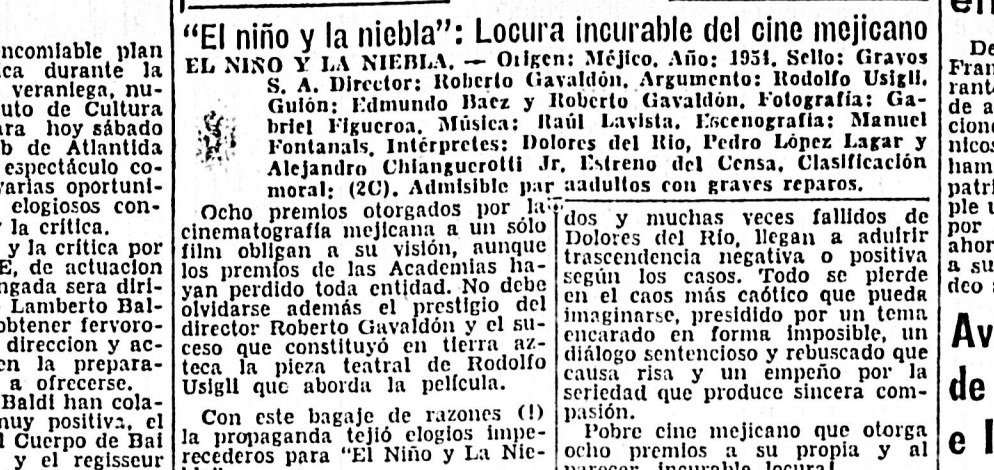 ncomiable plan
ica durante la
veraniega, nu-
uto de Cultura
ara hoy sábado
b de Atlantida
espectáculo co-
varias oportuni-
elogiosos con-
la crítica.
y la crítica por
E, de actuacion
ngada sera diri-
Lamberto Bal-
obtener fervoro-
direccion y ac-
en la prepara-
a ofrecerse.
Baldi han cola-
muy positiva, el
l Cuerpo de Bai
y el regisseur
"El niño y la niebla": Locura incurable del cine mejicano
EL NIÑO Y LA NIEBLA. — Origen: Méjico. Año: 1954. Sello: Gravos
S. A. Director: Roberto Gavaldón. Argumento: Rodolfo Usigli.
Guión: Edmundo Baez y Roberto Gavaldón. Fotografía: Ga-
briel Figueroa. Música: Raúl Lavista. Escenografía: Manuel
Fontanals. Intérpretes: Dolores del Rio, Pedro López Lagar y
Alejandro Chianguerotti Jr. Estreno del Censa. Clasificación
moral: (2C). Admisible par aadultos con graves reparos.
Ocho premios otorgados por la
cinematografía mejicana a un sólo
film obligan a su visión, aunque
los premios de las Academias ha-
yan perdido toda entidad. No debe
olvidarse además el prestigio del
director Roberto Gavaldón y el su-
ceso que constituyó en tierra az-
teca la pieza teatral de Rodolfo
Usigli que aborda la película.
Con este bagaje de razones (!)
la propaganda tejió elogios impe-
recederos para "El Niño y La Nie-
dos y muchas veces fallidos de
Dolores del Río, llegan a aduirir
trascendencia negativa o positiva
según los casos. Todo se pierde
en el caos más caótico que pueda
imaginarse, presidido por un tema
encarado en forma imposible, un
diálogo sentencioso y rebuscado que
causa risa y un empeño por la
seriedad que produce sincera com-
pasión.
Pobre cine mejicano que otorga
ocho premios a su propia y al
parecer incurable locura!
en
De
Fran
rant
de a
cion
nicos
ham
patri
ple u
por
ahor
a su
deo
Av
de
e l